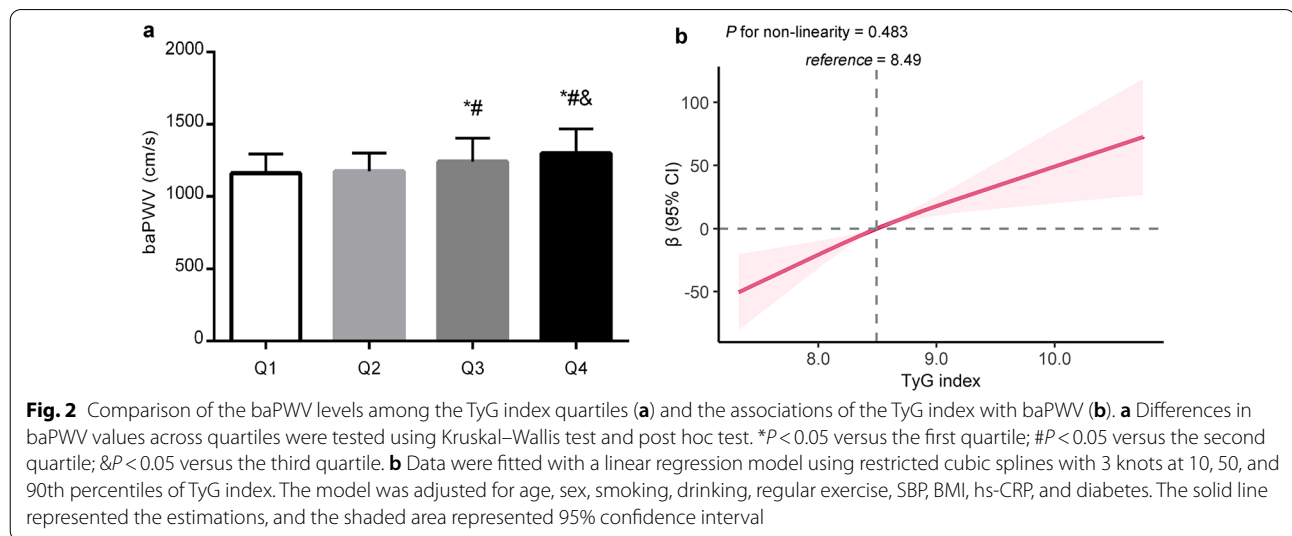 a
2000
1500
1000
500
0
baPWV (cm/s)
*#
*#&
Q1 Q2 Q3 Q4
b
P for non-linearity = 0.483
reference = 8.49
100
50
0
-50
β (95% CI)
8.0 9.0 10.0
TyG index
Fig. 2 Comparison of the baPWV levels among the TyG index quartiles (a) and the associations of the TyG index with baPWV (b). a Differences in
baPWV values across quartiles were tested using Kruskal–Wallis test and post hoc test. *P < 0.05 versus the first quartile; #P < 0.05 versus the second
quartile; &P < 0.05 versus the third quartile. b Data were fitted with a linear regression model using restricted cubic splines with 3 knots at 10, 50, and
90th percentiles of TyG index. The model was adjusted for age, sex, smoking, drinking, regular exercise, SBP, BMI, hs-CRP, and diabetes. The solid line
represented the estimations, and the shaded area represented 95% confidence interval